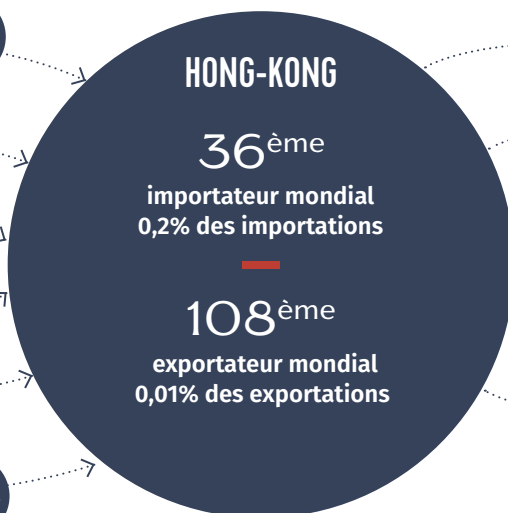 HONG-KONG
36ème
importateur mondial
0,2% des importations
108ème
exportateur mondial
0,01% des exportations